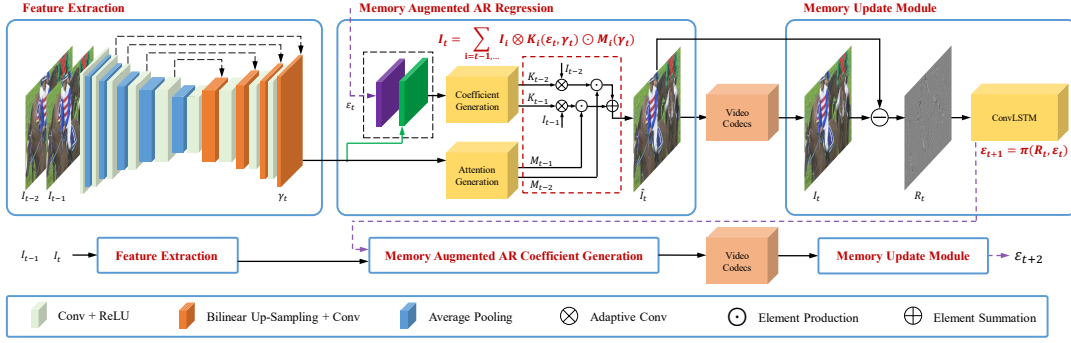 Feature Extraction
Memory Augmented AR Regression
Memory Update Module
I_t = ∑_{i=t−1,...} I_i ⊗ K_i(ε_t, γ_t) ⊙ M_i(γ_t)
ε_t
Coefficient
Generation
K_{t−2}
I_{t−2}
K_{t−1}
I_{t−1}
Attention
Generation
M_{t−1}
M_{t−2}
Video
Codecs
ConvLSTM
ε_{t+1} = π(R_t, ε_t)
I_{t−2}
I_{t−1}
γ_t
Î_t
I_t
R_t
I_{t−1}
I_t
Feature Extraction
Memory Augmented AR Coefficient Generation
Video
Codecs
Memory Update Module
ε_{t+2}
Conv + ReLU
Bilinear Up-Sampling + Conv
Average Pooling
Adaptive Conv
Element Production
Element Summation